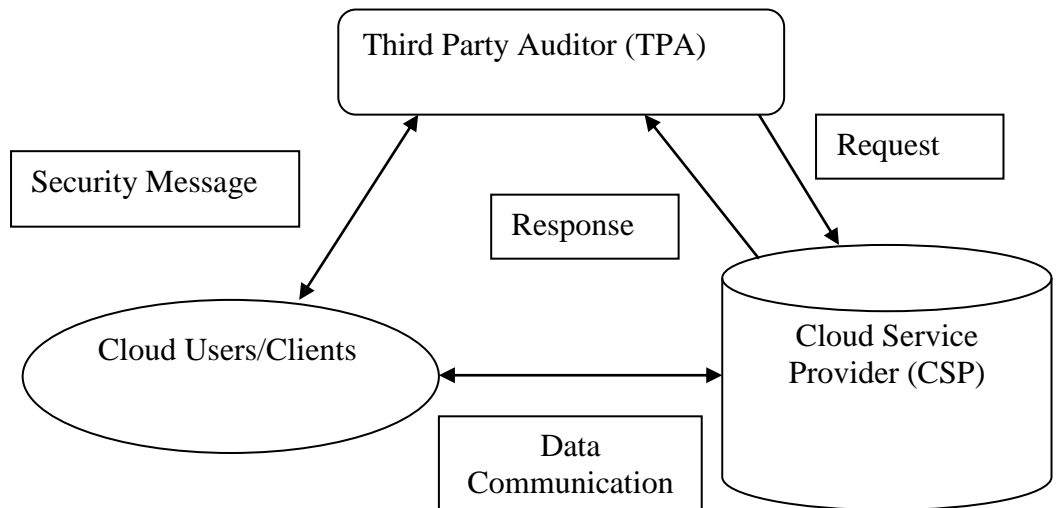 Third Party Auditor (TPA)
Request
Security Message
Response
Cloud Users/Clients
Cloud Service
Provider (CSP)
Data
Communication